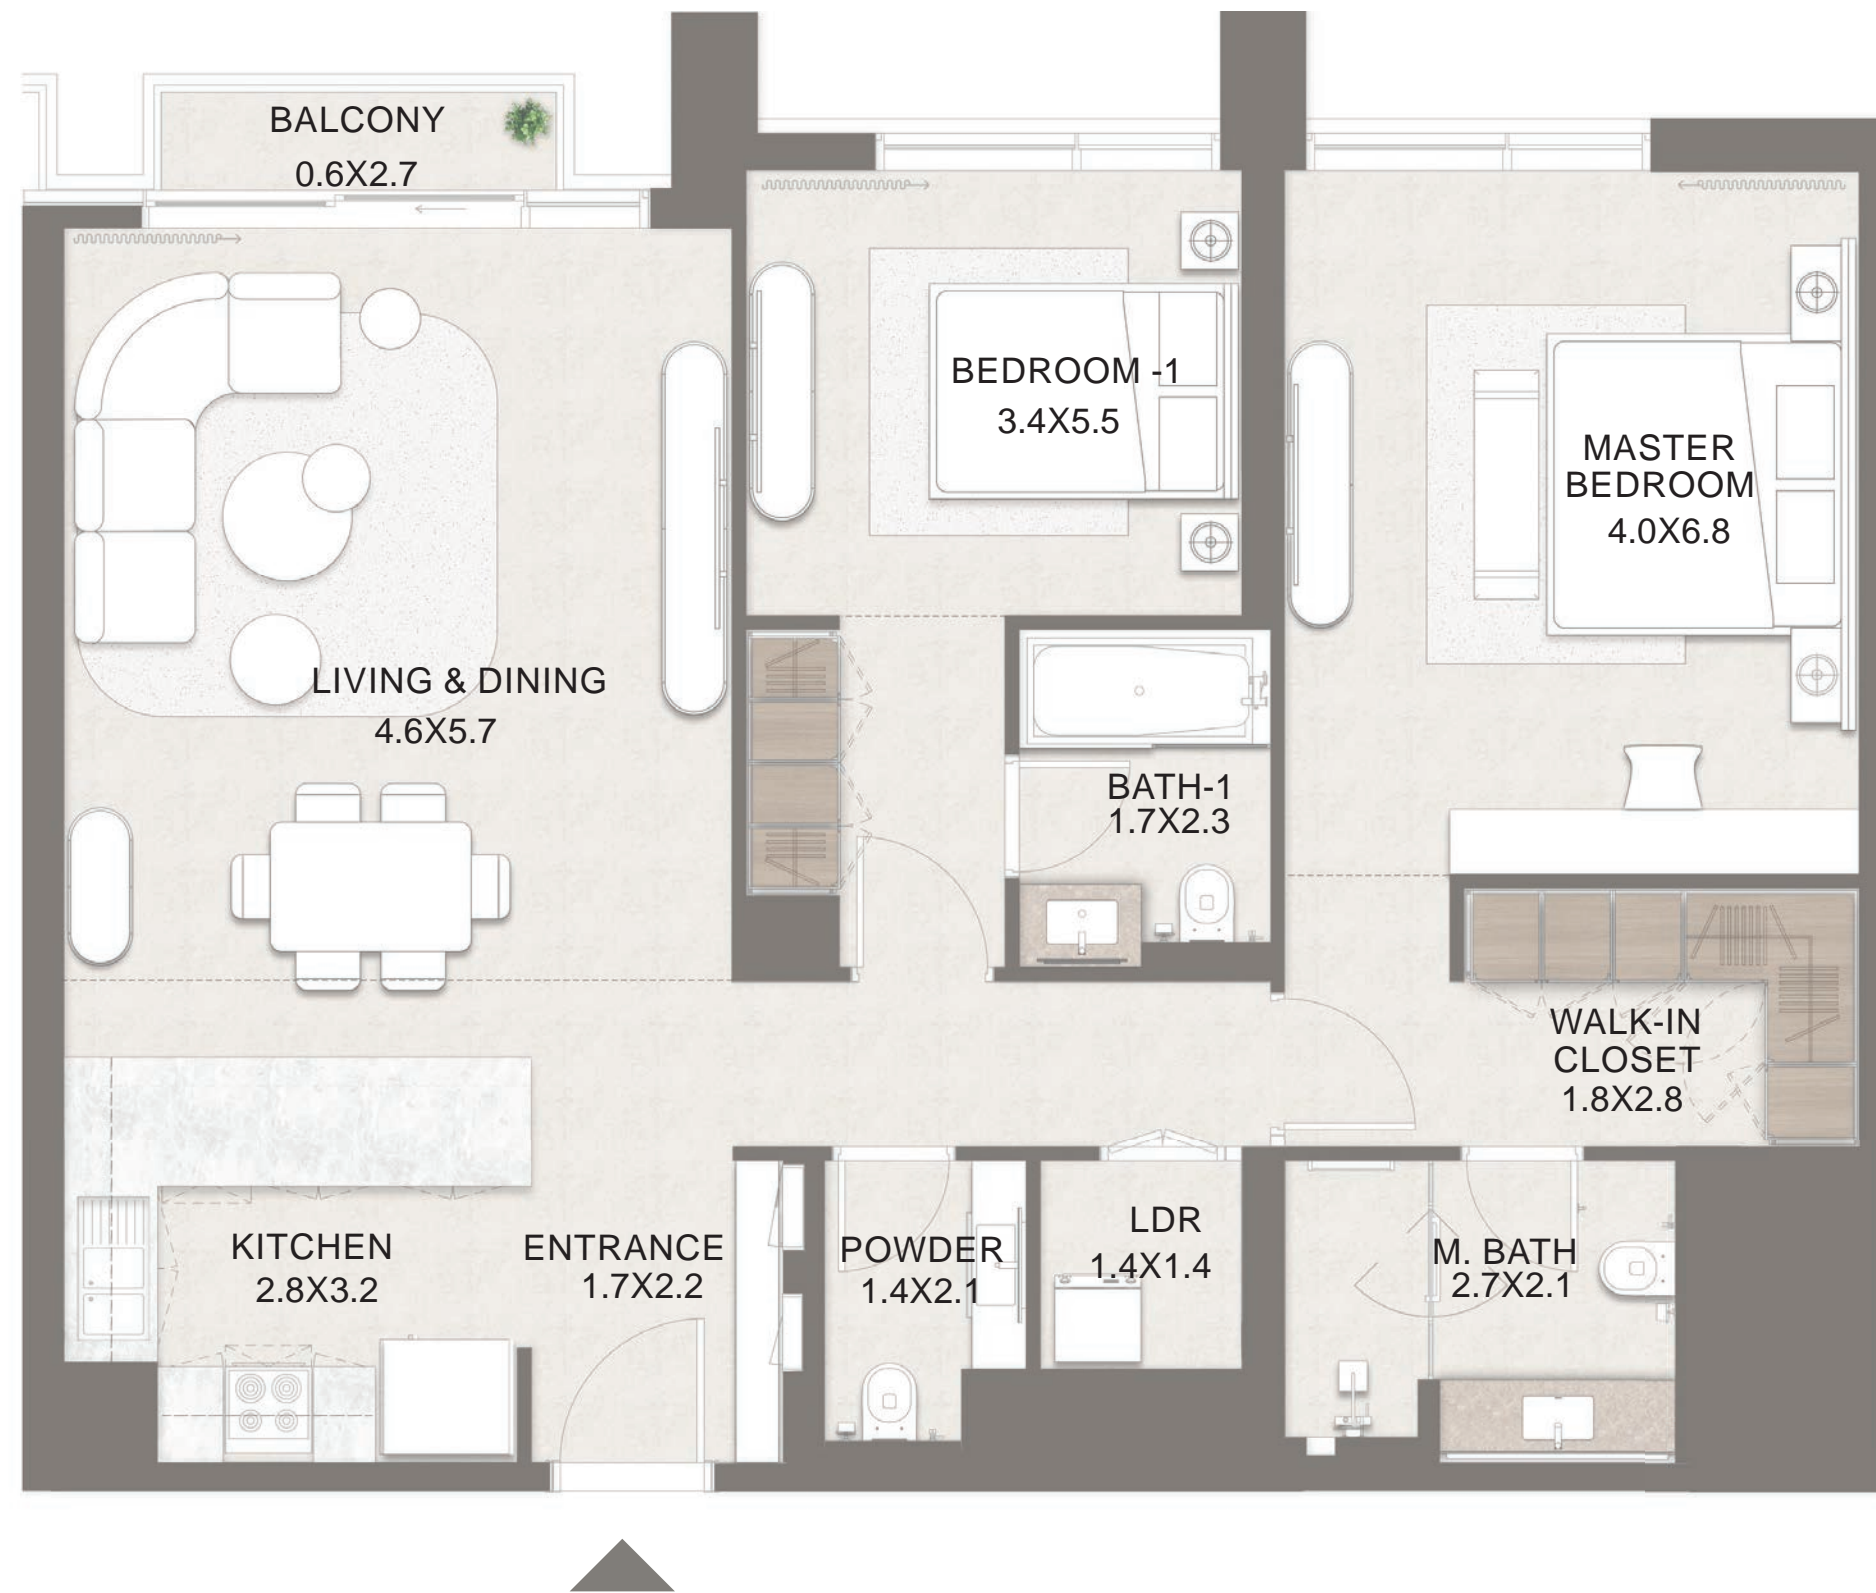 BALCONY
0.6X2.7
BEDROOM -1
3.4X5.5
MASTER
BEDROOM
4.0X6.8
LIVING & DINING
4.6X5.7
BATH-1
1.7X2.3
WALK-IN
CLOSET
1.8X2.8
KITCHEN
2.8X3.2
ENTRANCE
1.7X2.2
POWDER
1.4X2.1
LDR
1.4X1.4
M. BATH
2.7X2.1